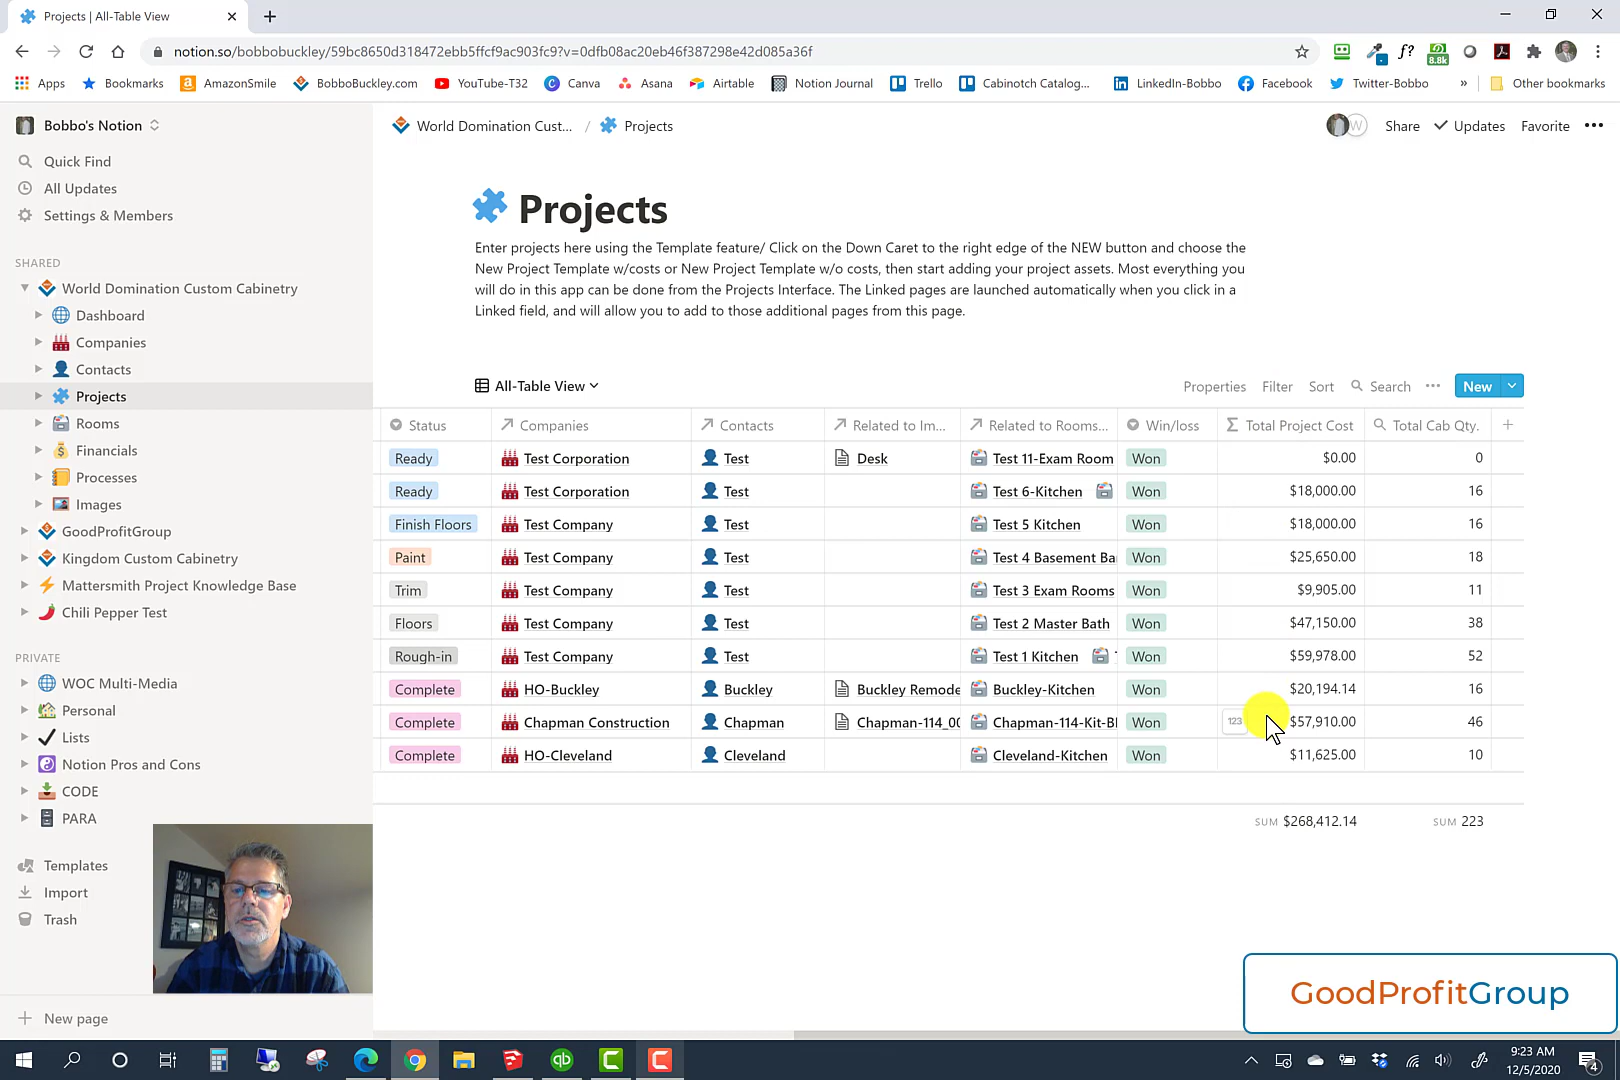 Projects | All-Table View
notion.so/bobbobuckley/59bc8650d318472ebb5ffcf9ac903fc9?v=0dfb08ac20eb46f387298e42d085a36f
f?
8.8k
Apps Bookmarks AmazonSmile BobboBuckley.com YouTube-T32 Canva Asana Airtable Notion Journal Trello Cabinotch Catalog... LinkedIn-Bobbo Facebook Twitter-Bobbo » Other bookmarks
Bobbo's Notion
World Domination Cust... / Projects
W Share Updates Favorite •••
Quick Find
All Updates
Settings & Members
SHARED
World Domination Custom Cabinetry
Dashboard
Companies
Contacts
Projects
Rooms
Financials
Processes
Images
GoodProfitGroup
Kingdom Custom Cabinetry
Mattersmith Project Knowledge Base
Chili Pepper Test
PRIVATE
WOC Multi-Media
Personal
Lists
Notion Pros and Cons
CODE
PARA
Templates
Import
Trash
New page
Projects
Enter projects here using the Template feature/ Click on the Down Caret to the right edge of the NEW button and choose the
New Project Template w/costs or New Project Template w/o costs, then start adding your project assets. Most everything you
will do in this app can be done from the Projects Interface. The Linked pages are launched automatically when you click in a
Linked field, and will allow you to add to those additional pages from this page.
All-Table View Properties Filter Sort Search ••• New
Status Companies Contacts Related to Im... Related to Rooms... Win/loss Σ Total Project Cost Total Cab Qty. +
Ready Test Corporation Test Desk Test 11-Exam Room Won $0.00 0
Ready Test Corporation Test Test 6-Kitchen Won $18,000.00 16
Finish Floors Test Company Test Test 5 Kitchen Won $18,000.00 16
Paint Test Company Test Test 4 Basement Ba Won $25,650.00 18
Trim Test Company Test Test 3 Exam Rooms Won $9,905.00 11
Floors Test Company Test Test 2 Master Bath Won $47,150.00 38
Rough-in Test Company Test Test 1 Kitchen Won $59,978.00 52
Complete HO-Buckley Buckley Buckley Remode Buckley-Kitchen Won $20,194.14 16
Complete Chapman Construction Chapman Chapman-114_00 Chapman-114-Kit-Bl Won 123 $57,910.00 46
Complete HO-Cleveland Cleveland Cleveland-Kitchen Won $11,625.00 10
SUM $268,412.14 SUM 223
GoodProfitGroup
qb
9:23 AM
12/5/2020
4